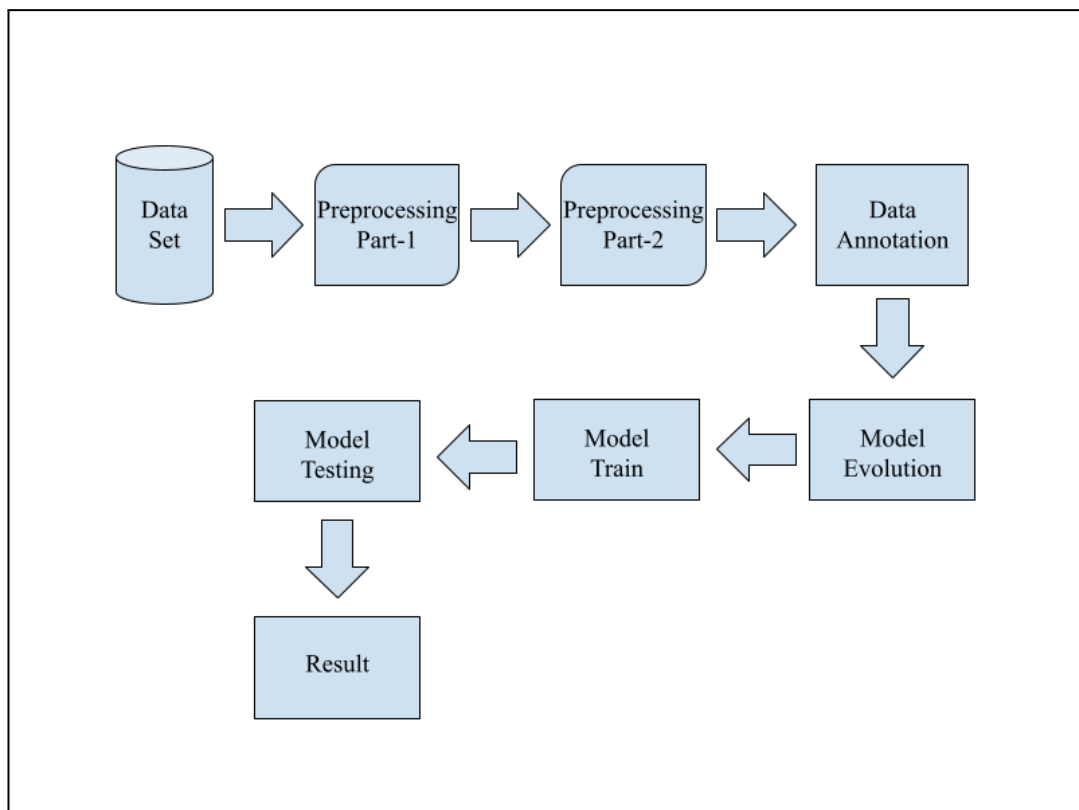 Data
Set
Preprocessing
Part-1
Preprocessing
Part-2
Data
Annotation
Model
Evolution
Model
Train
Model
Testing
Result